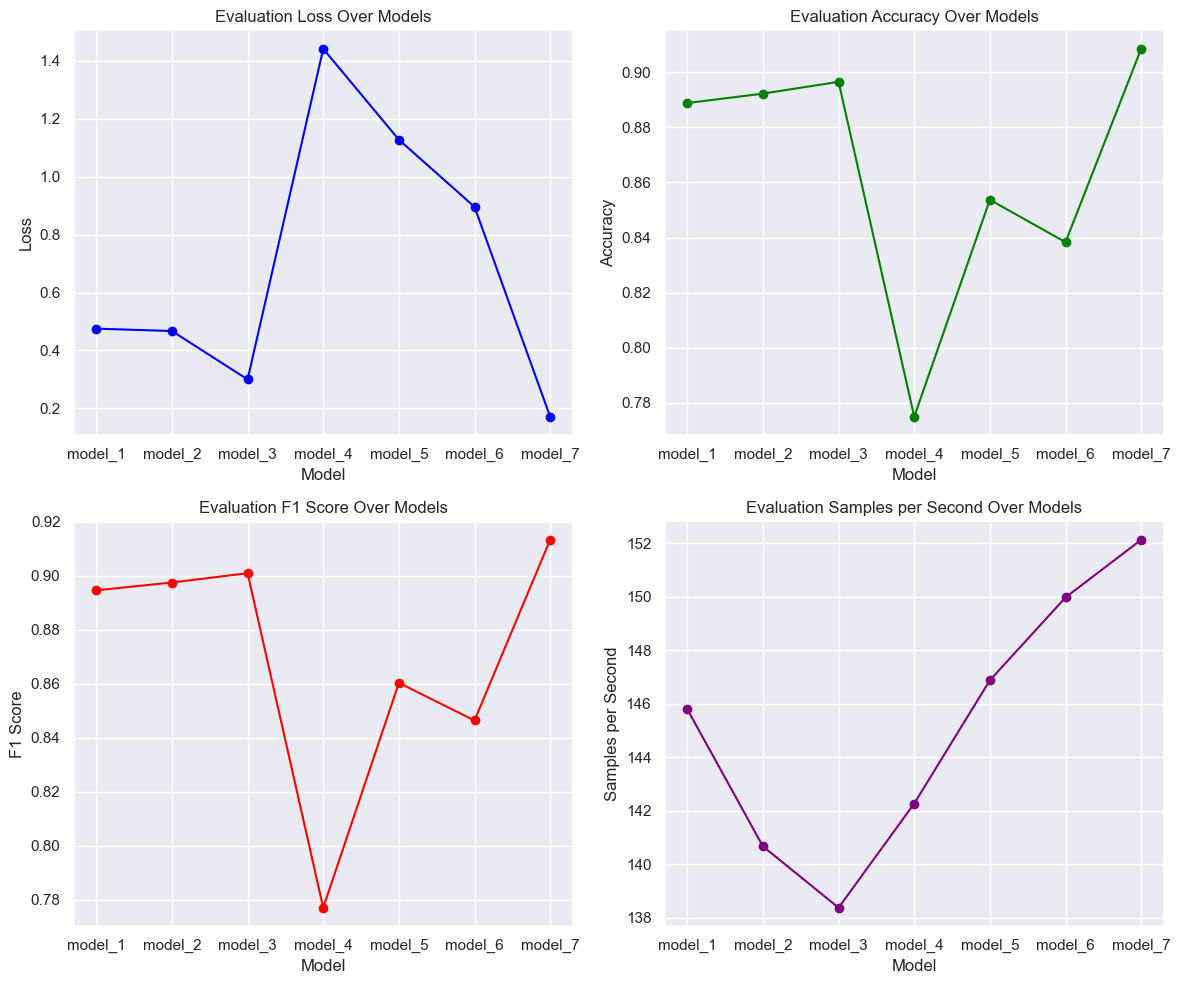 Evaluation Loss Over Models
1.4
1.2
1.0
0.8
0.6
0.4
0.2
Loss
model_1 model_2 model_3 model_4 model_5 model_6 model_7
Model
Evaluation Accuracy Over Models
0.90
0.88
0.86
0.84
0.82
0.80
0.78
Accuracy
model_1 model_2 model_3 model_4 model_5 model_6 model_7
Model
Evaluation F1 Score Over Models
0.92
0.90
0.88
0.86
0.84
0.82
0.80
0.78
F1 Score
model_1 model_2 model_3 model_4 model_5 model_6 model_7
Model
Evaluation Samples per Second Over Models
152
150
148
146
144
142
140
138
Samples per Second
model_1 model_2 model_3 model_4 model_5 model_6 model_7
Model